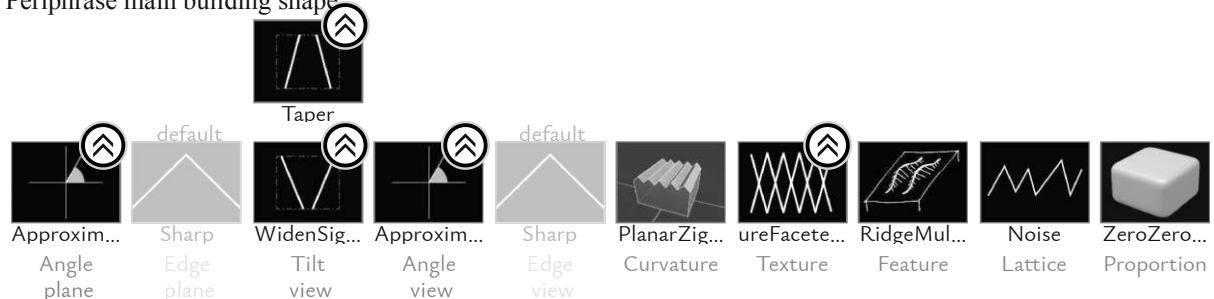 Periphrase main building shape
Taper
default default
Approxim... Sharp WidenSig... Approxim... Sharp PlanarZig... ureFacete... RidgeMul... Noise ZeroZero...
Angle Edge Tilt Angle Edge Curvature Texture Feature Lattice Proportion
plane plane view view view